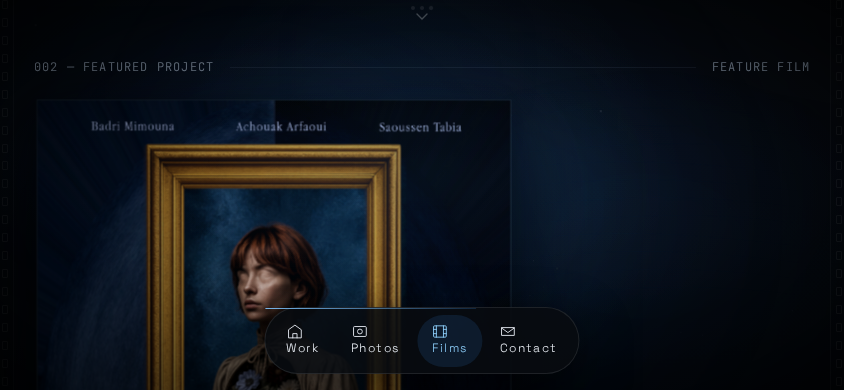 002 — FEATURED PROJECT
FEATURE FILM
Badri Mimouna
Achouak Arfaoui
Saoussen Tabia
Work
Photos
Films
Contact